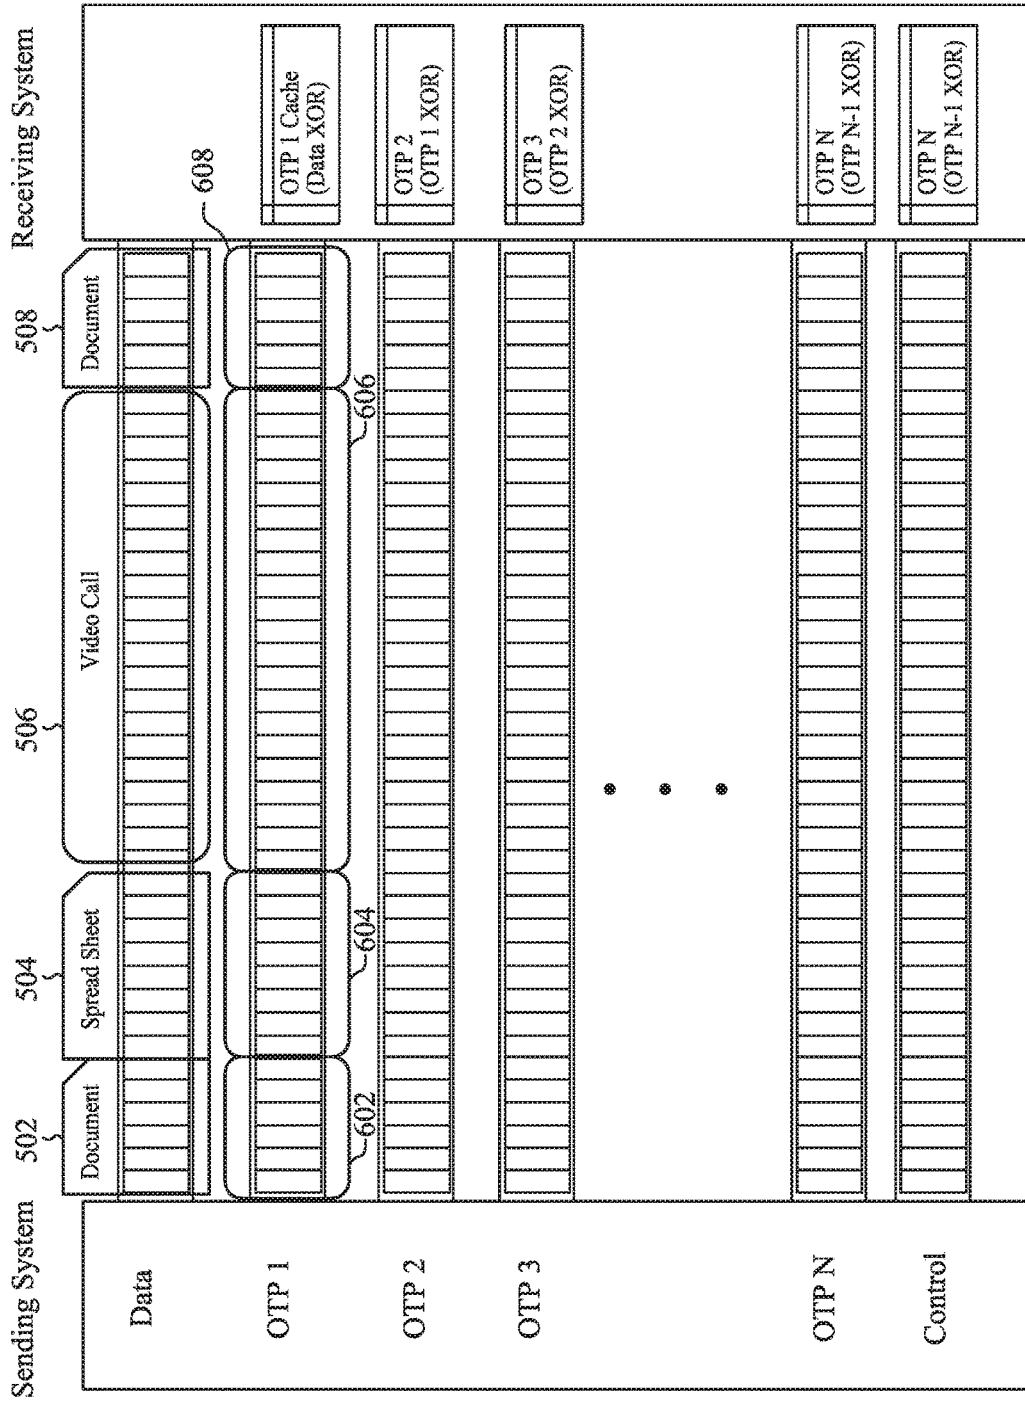 Sending System
Receiving System
502
504
506
508
Document
Spread Sheet
Video Call
Document
Data
OTP 1
602
604
606
608
OTP 1 Cache
(Data XOR)
OTP 2
OTP 2
(OTP 1 XOR)
OTP 3
OTP 3
(OTP 2 XOR)
OTP N
OTP N
(OTP N-1 XOR)
Control
OTP N
(OTP N-1 XOR)